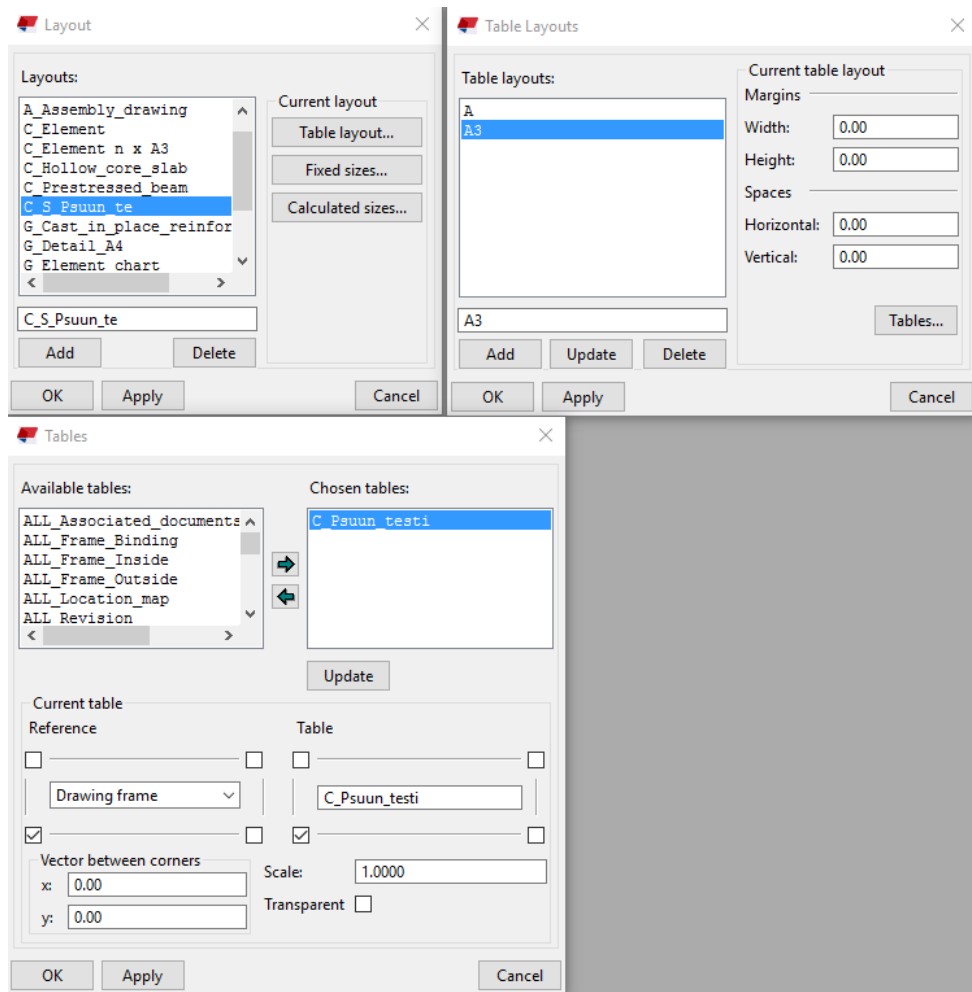 Layout
Layouts:
A_Assembly_drawing
C_Element
C_Element n x A3
C_Hollow_core_slab
C_Prestressed_beam
C_S_Psuun_te
G_Cast_in_place_reinfor
G_Detail_A4
G_Element_chart
C_S_Psuun_te
Add
Delete
Current layout
Table layout...
Fixed sizes...
Calculated sizes...
OK
Apply
Cancel
Table Layouts
Table layouts:
A
A3
A3
Add
Update
Delete
Current table layout
Margins
Width: 0.00
Height: 0.00
Spaces
Horizontal: 0.00
Vertical: 0.00
Tables...
OK
Apply
Cancel
Tables
Available tables:
ALL_Associated_documents
ALL_Frame_Binding
ALL_Frame_Inside
ALL_Frame_Outside
ALL_Location_map
ALL_Revision
Chosen tables:
C_Psuun_testi
Update
Current table
Reference
Table
Drawing frame
C_Psuun_testi
Vector between corners
x: 0.00
y: 0.00
Scale: 1.0000
Transparent
OK
Apply
Cancel